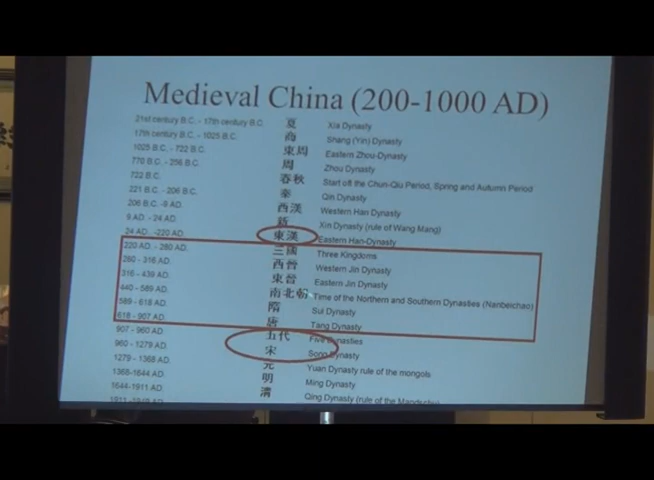 Medieval China (200-1000 AD)
21st century B.C. - 17th century B.C. 夏 Xia Dynasty
17th century B.C. - 1025 B.C. 商 Shang (Yin) Dynasty
1025 B.C. - 722 B.C. 東周 Eastern Zhou-Dynasty
770 B.C. - 256 B.C. 周 Zhou Dynasty
722 B.C. 春秋 Start oft the Chun-Qiu Period, Spring and Autumn Period
221 B.C. - 206 B.C. 秦 Qin Dynasty
206 B.C. -9 AD. 西漢 Western Han Dynasty
9 AD. - 24 AD. 新 Xin Dynasty (rule of Wang Mang)
24 AD. -220 AD. 東漢 Eastern Han-Dynasty
220 AD. - 280 AD. 三國 Three Kingdoms
280 - 316 AD. 西晉 Western Jin Dynasty
316 - 439 AD. 東晉 Eastern Jin Dynasty
440 - 589 AD. 南北朝 Time of the Northern and Southern Dynasties (Nanbeichao)
589 - 618 AD. 隋 Sui Dynasty
618 - 907 AD. 唐 Tang Dynasty
907 - 960 AD 五代 Five Dynasties
960 - 1279 AD. 宋 Song Dynasty
1279 - 1368 AD. 元 Yuan Dynasty rule of the mongols
1368-1644 AD. 明 Ming Dynasty
1644-1911 AD. 清 Qing Dynasty (rule of the Mandschu)